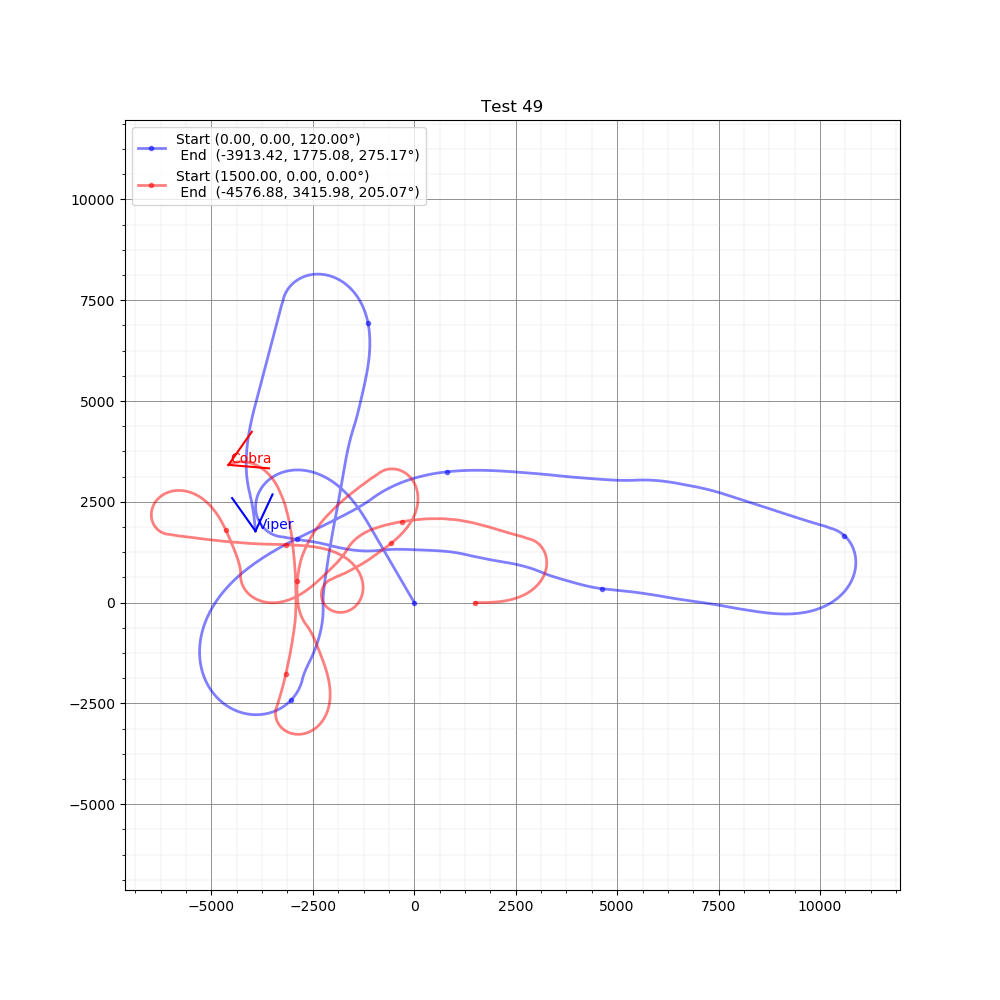 Test 49
Start (0.00, 0.00, 120.00°)
End (-3913.42, 1775.08, 275.17°)
Start (1500.00, 0.00, 0.00°)
End (-4576.88, 3415.98, 205.07°)
10000
7500
5000
2500
0
−2500
−5000
Cobra
Viper
−5000
−2500
0
2500
5000
7500
10000